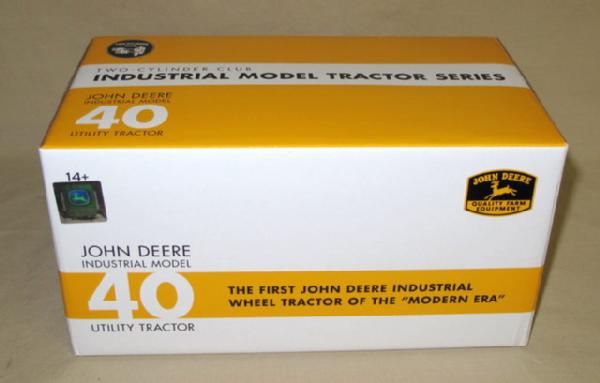 TWO-CYLINDER CLUB
INDUSTRIAL MODEL TRACTOR SERIES
JOHN DEERE
INDUSTRIAL MODEL
40
UTILITY TRACTOR
14+
JOHN DEERE
QUALITY FARM
EQUIPMENT
JOHN DEERE
INDUSTRIAL MODEL
40
UTILITY TRACTOR
THE FIRST JOHN DEERE INDUSTRIAL
WHEEL TRACTOR OF THE "MODERN ERA"